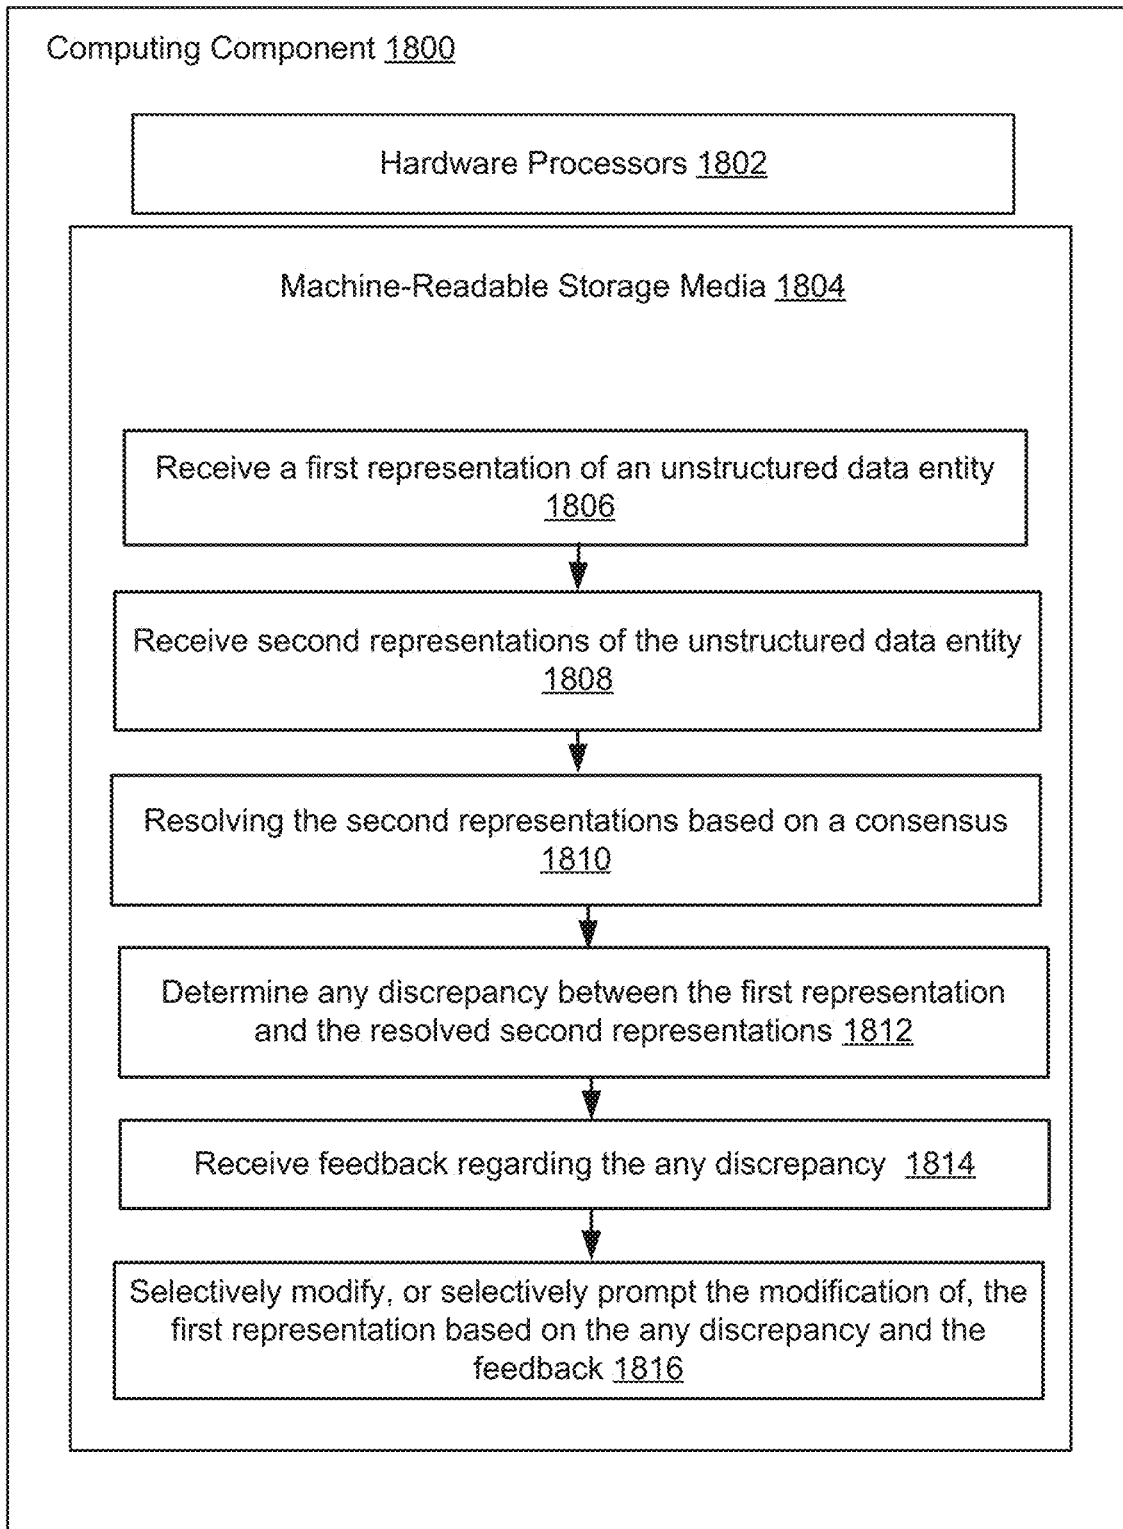 Computing Component 1800
Hardware Processors 1802
Machine-Readable Storage Media 1804
Receive a first representation of an unstructured data entity
1806
Receive second representations of the unstructured data entity
1808
Resolving the second representations based on a consensus
1810
Determine any discrepancy between the first representation
and the resolved second representations 1812
Receive feedback regarding the any discrepancy 1814
Selectively modify, or selectively prompt the modification of, the
first representation based on the any discrepancy and the
feedback 1816